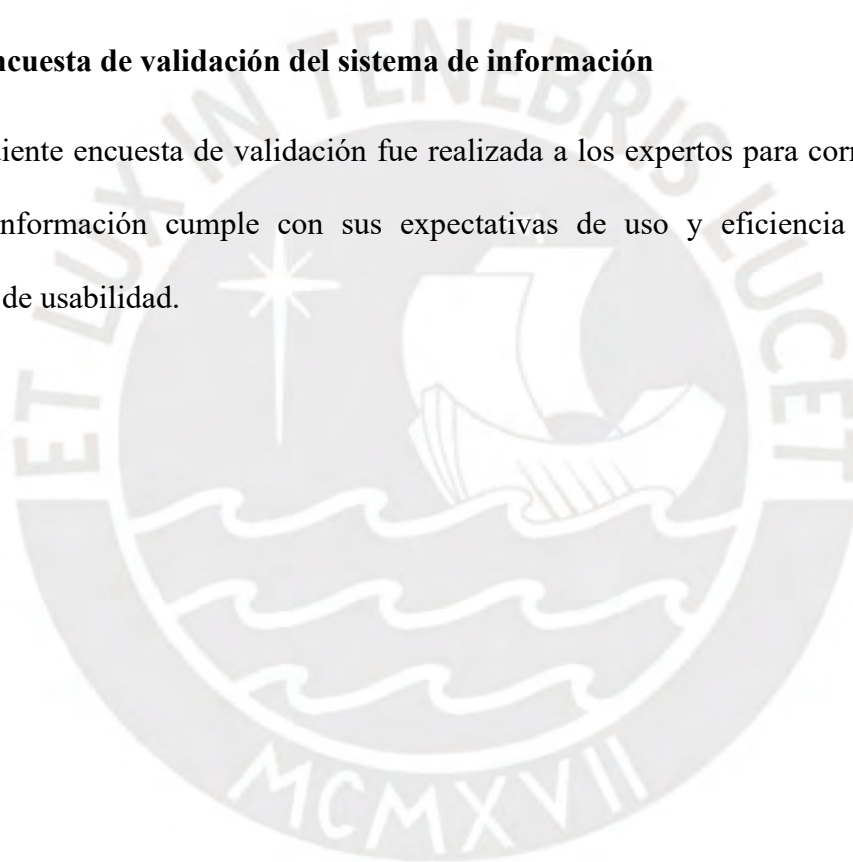 ncuesta de validación del sistema de información
iente encuesta de validación fue realizada a los expertos para corr
nformación cumple con sus expectativas de uso y eficiencia
de usabilidad.
ET LUX IN TENEBRIS LUCET
MCMXVII